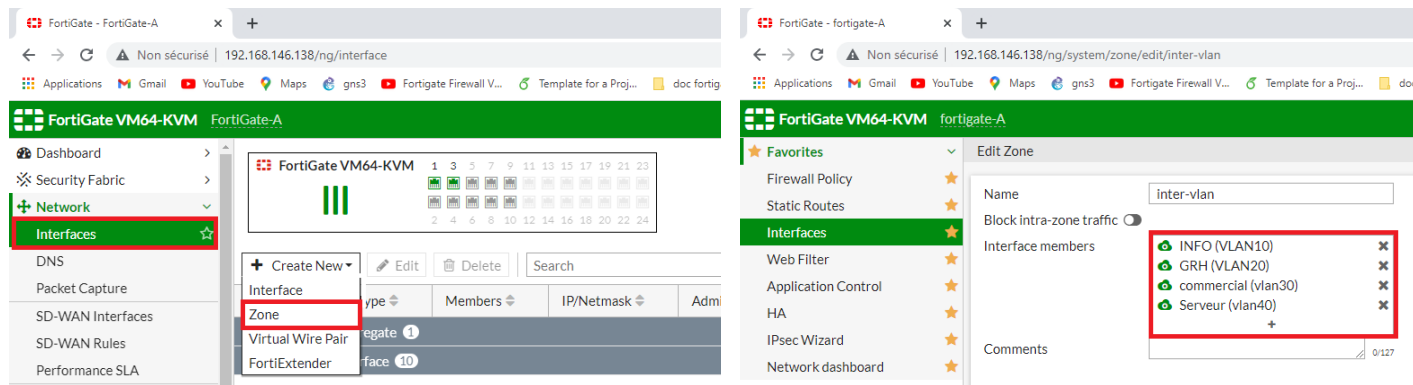 FortiGate - FortiGate-A
Non sécurisé | 192.168.146.138/ng/interface
Applications Gmail YouTube Maps gns3 Fortigate Firewall V... Template for a Proj... doc fortig
FortiGate VM64-KVM FortiGate-A
Dashboard
Security Fabric
Network
Interfaces
DNS
Packet Capture
SD-WAN Interfaces
SD-WAN Rules
Performance SLA
FortiGate VM64-KVM 1 3 5 7 9 11 13 15 17 19 21 23
2 4 6 8 10 12 14 16 18 20 22 24
+ Create New Edit Delete Search
Interface
Zone
Virtual Wire Pair
FortiExtender
ype Members IP/Netmask Admi
egate 1
face 10
FortiGate - fortigate-A
Non sécurisé | 192.168.146.138/ng/system/zone/edit/inter-vlan
Applications Gmail YouTube Maps gns3 Fortigate Firewall V... Template for a Proj... do
FortiGate VM64-KVM fortigate-A
Favorites
Firewall Policy
Static Routes
Interfaces
Web Filter
Application Control
HA
IPsec Wizard
Network dashboard
Edit Zone
Name inter-vlan
Block intra-zone traffic
Interface members INFO (VLAN10)
GRH (VLAN20)
commercial (vlan30)
Serveur (vlan40)
+
Comments 0/127